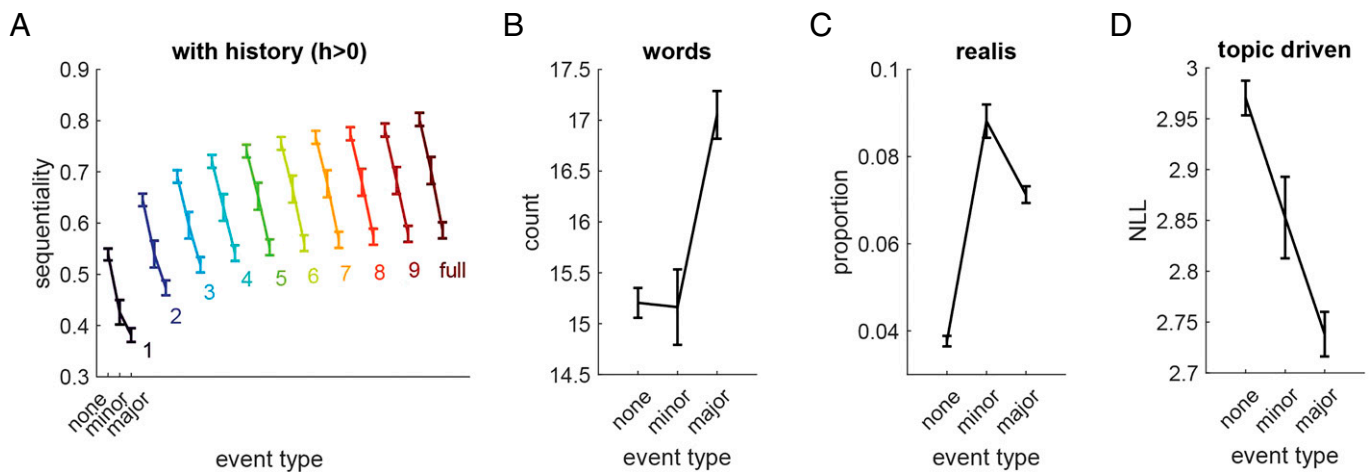 A
with history (h>0)
sequentiality
0.9
0.8
0.7
0.6
0.5
0.4
0.3
1
2
3
4
5
6
7
8
9
full
none
minor
major
event type
B
words
count
17.5
17
16.5
16
15.5
15
14.5
none
minor
major
event type
C
realis
proportion
0.1
0.08
0.06
0.04
none
minor
major
event type
D
topic driven
NLL
3
2.95
2.9
2.85
2.8
2.75
2.7
none
minor
major
event type